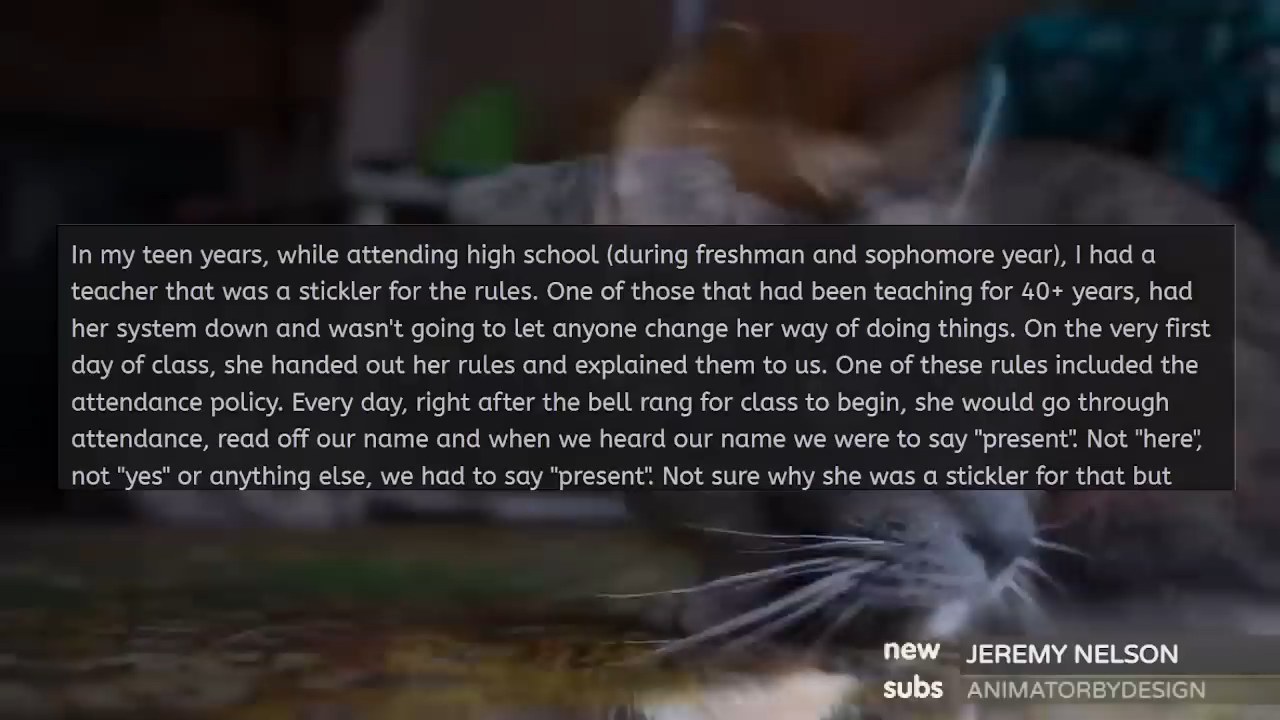 In my teen years, while attending high school (during freshman and sophomore year), I had a
teacher that was a stickler for the rules. One of those that had been teaching for 40+ years, had
her system down and wasn't going to let anyone change her way of doing things. On the very first
day of class, she handed out her rules and explained them to us. One of these rules included the
attendance policy. Every day, right after the bell rang for class to begin, she would go through
attendance, read off our name and when we heard our name we were to say "present". Not "here",
not "yes" or anything else, we had to say "present". Not sure why she was a stickler for that but
new JEREMY NELSON
subs ANIMATORBYDESIGN